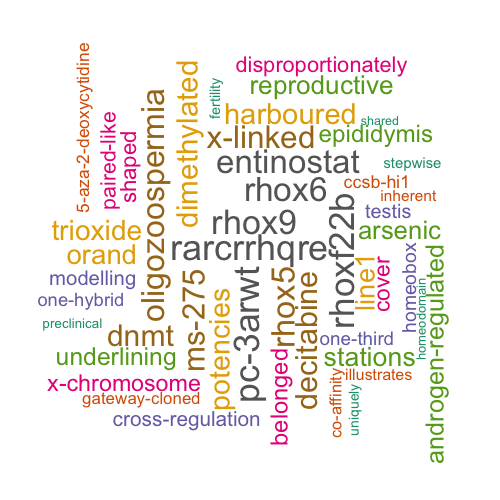 disproportionately
reproductive
fertility
5-aza-2-deoxycytidine
paired-like
shaped
oligozoospermia
dimethylated
harboured
shared
x-linked
epididymis
entinostat
stepwise
rhox6
ccsb-hi1
inherent
rhox9
testis
trioxide
arsenic
orand
rarcrrhqre
rhoxf22b
modelling
line1
cover
homeobox
homeodomain
androgen-regulated
one-hybrid
ms-275
pc-3arwt
rhox5
decitabine
preclinical
dnmt
potencies
one-third
underlining
stations
x-chromosome
belonged
co-affinity
illustrates
uniquely
gateway-cloned
cross-regulation